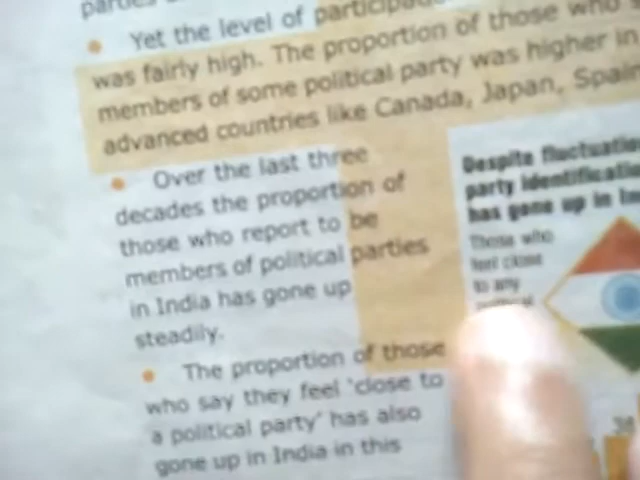 Yet the level of
was fairly high. The proportion of those who
members of some political party was higher in
advanced countries like Canada, Japan, Spain
Over the last three
decades the proportion of
those who report to be
members of political parties
in India has gone up
steadily.
The proportion of those
who say they feel 'close to
a political party' has also
gone up in India in this
Despite
party
has gone up in
Those who
feel close
to any